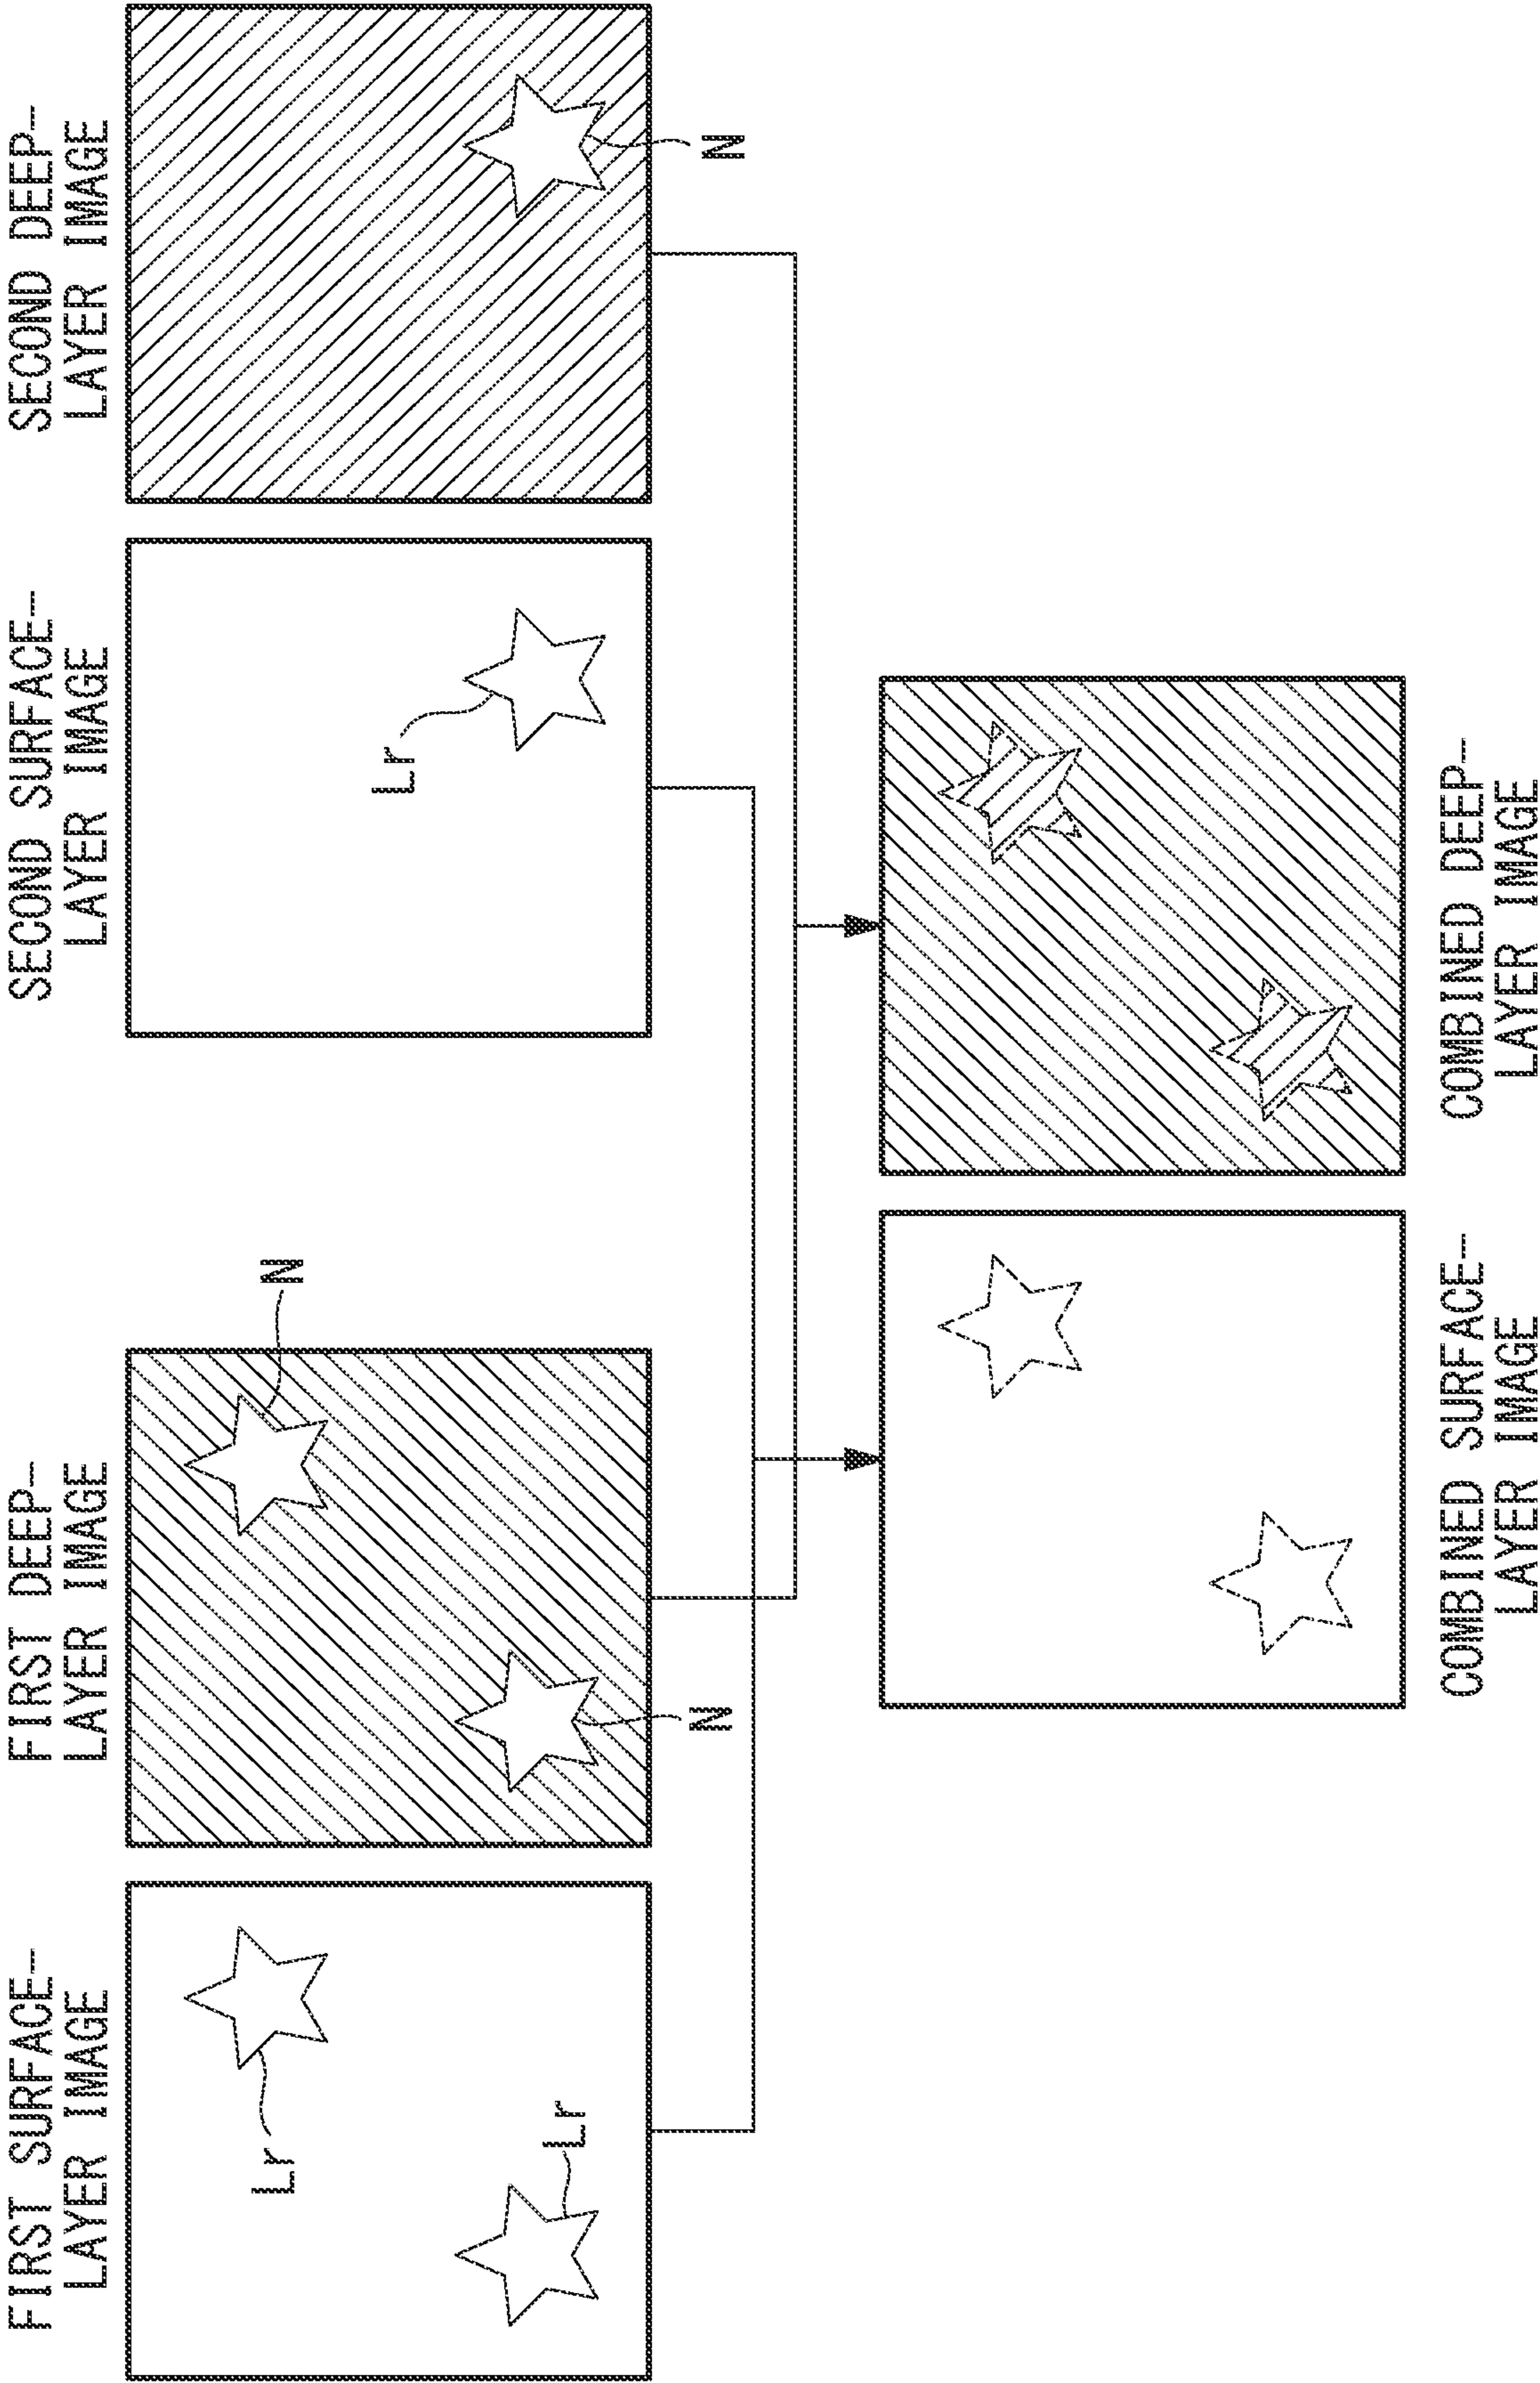 FIRST SURFACE-
LAYER IMAGE
FIRST DEEP-
LAYER IMAGE
SECOND SURFACE-
LAYER IMAGE
SECOND DEEP-
LAYER IMAGE
Lr
Lr
N
N
Lr
N
COMBINED SURFACE-
LAYER IMAGE
COMBINED DEEP-
LAYER IMAGE